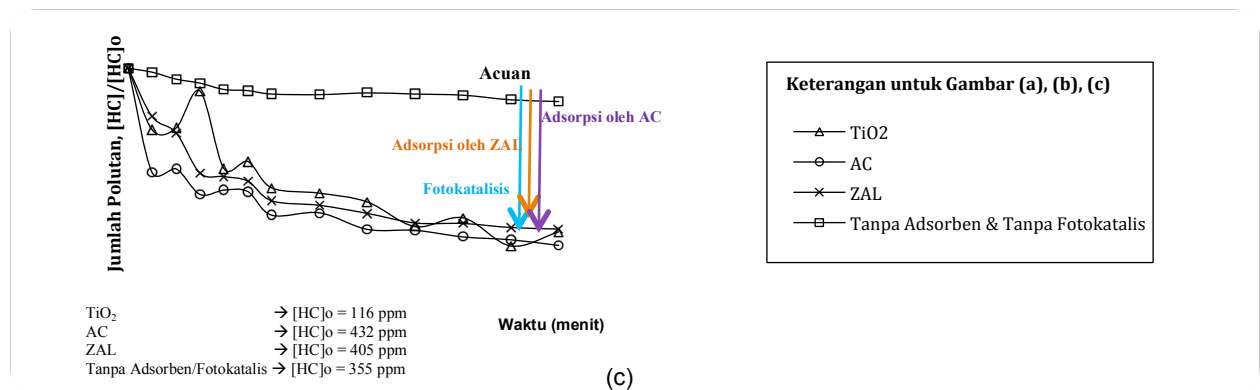 Jumlah Polutan, [HC]/[HC]o
Acuan
Adsorpsi oleh AC
Adsorpsi oleh ZAL
Fotokatalisis
Waktu (menit)
TiO₂ → [HC]o = 116 ppm
AC → [HC]o = 432 ppm
ZAL → [HC]o = 405 ppm
Tanpa Adsorben/Fotokatalis → [HC]o = 355 ppm
(c)
Keterangan untuk Gambar (a), (b), (c)
TiO2
AC
ZAL
Tanpa Adsorben & Tanpa Fotokatalis